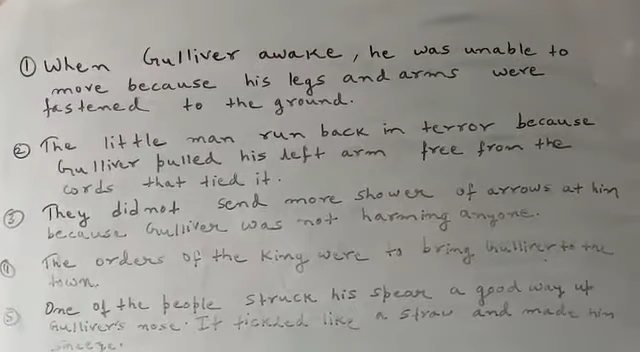 ① When Gulliver awake, he was unable to
move because his legs and arms were
fastened to the ground.
② The little man run back in terror because
Gulliver pulled his left arm free from the
cords that tied it.
③ They did not send more shower of arrows at him
because Gulliver was not harming anyone.
④ The orders of the King were to bring Gulliver to the
town.
⑤ One of the people struck his spear a good way up
Gulliver's nose. It tickled like a straw and made him
sneeze.